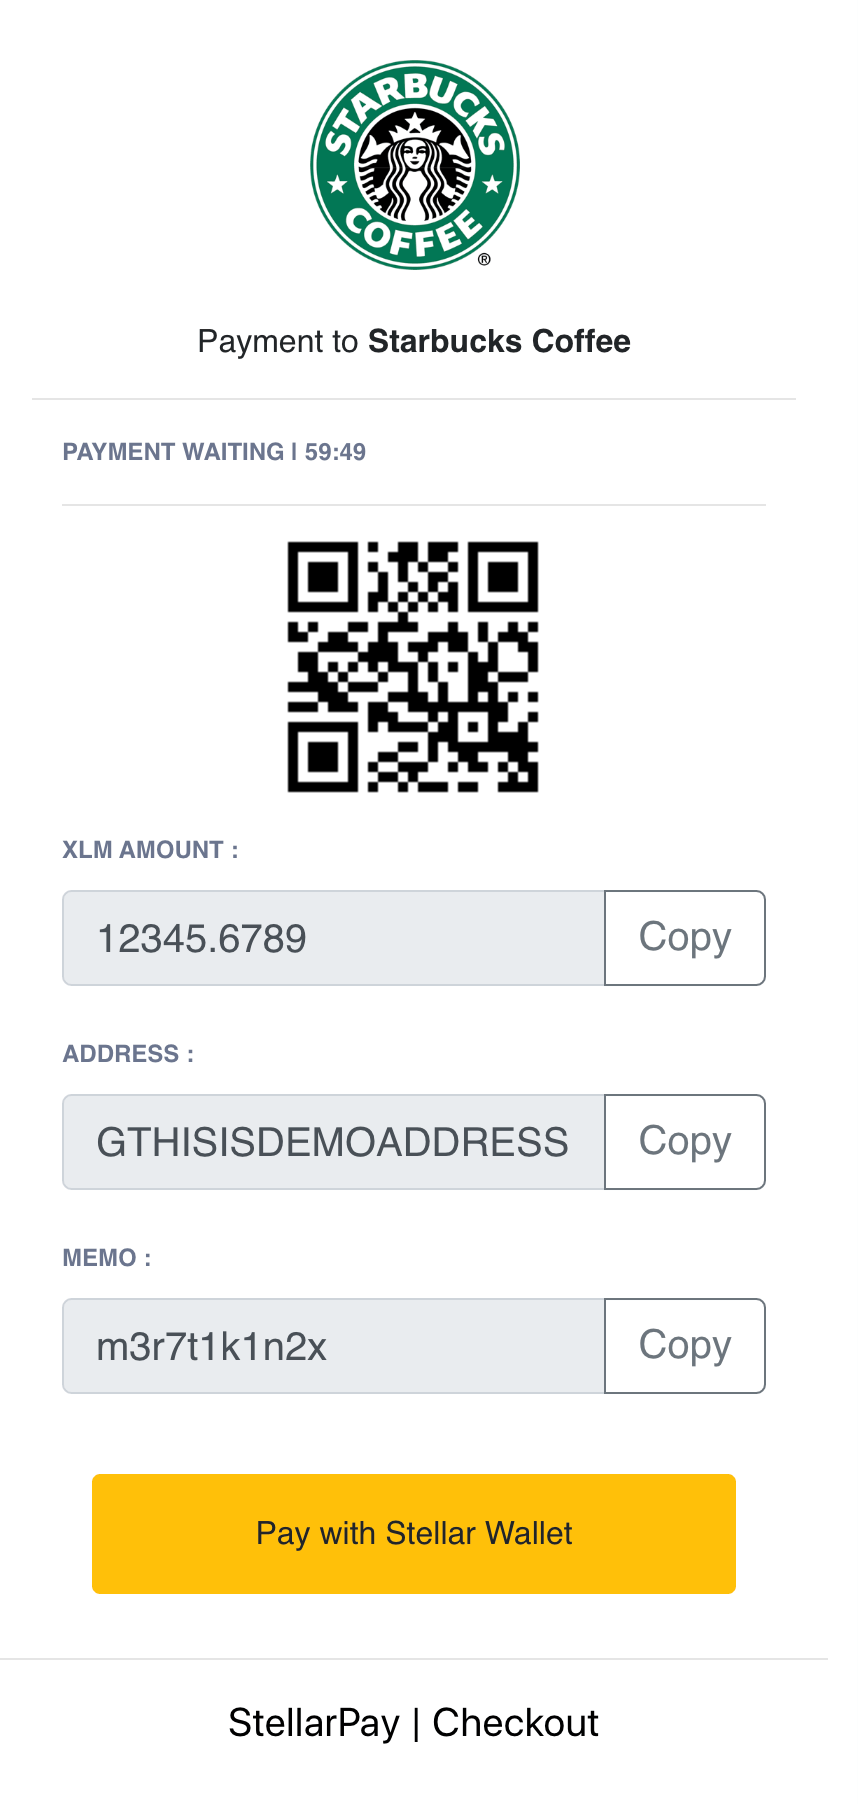 STARBUCKS
COFFEE
®
Payment to Starbucks Coffee
PAYMENT WAITING | 59:49
XLM AMOUNT :
12345.6789
Copy
ADDRESS :
GTHISISDEMOADDRESS
Copy
MEMO :
m3r7t1k1n2x
Copy
Pay with Stellar Wallet
StellarPay | Checkout